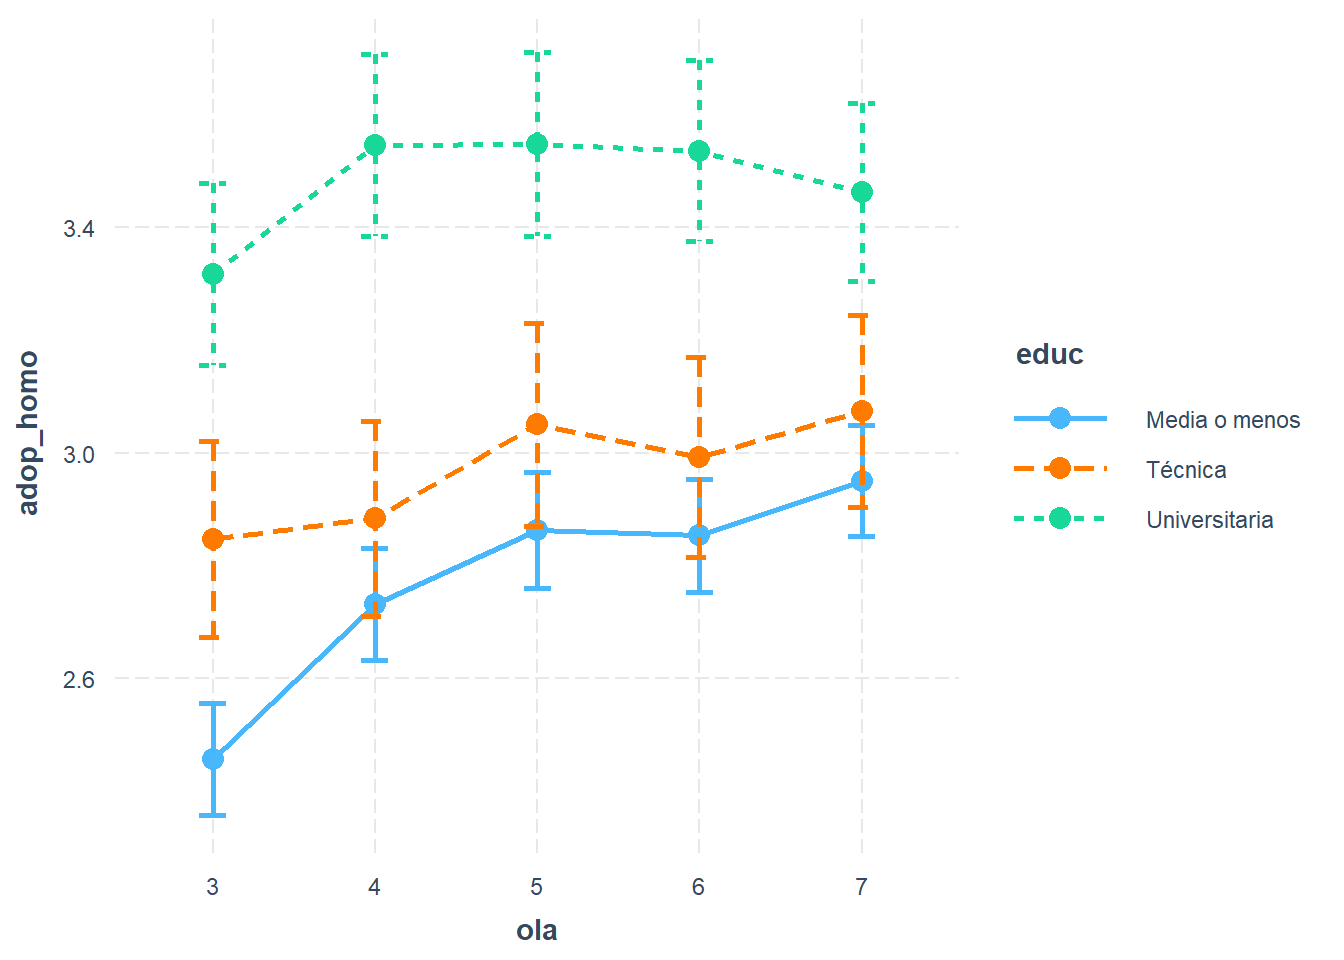 3.4
3.0
2.6
adop_homo
3 4 5 6 7
ola
educ
Media o menos
Técnica
Universitaria